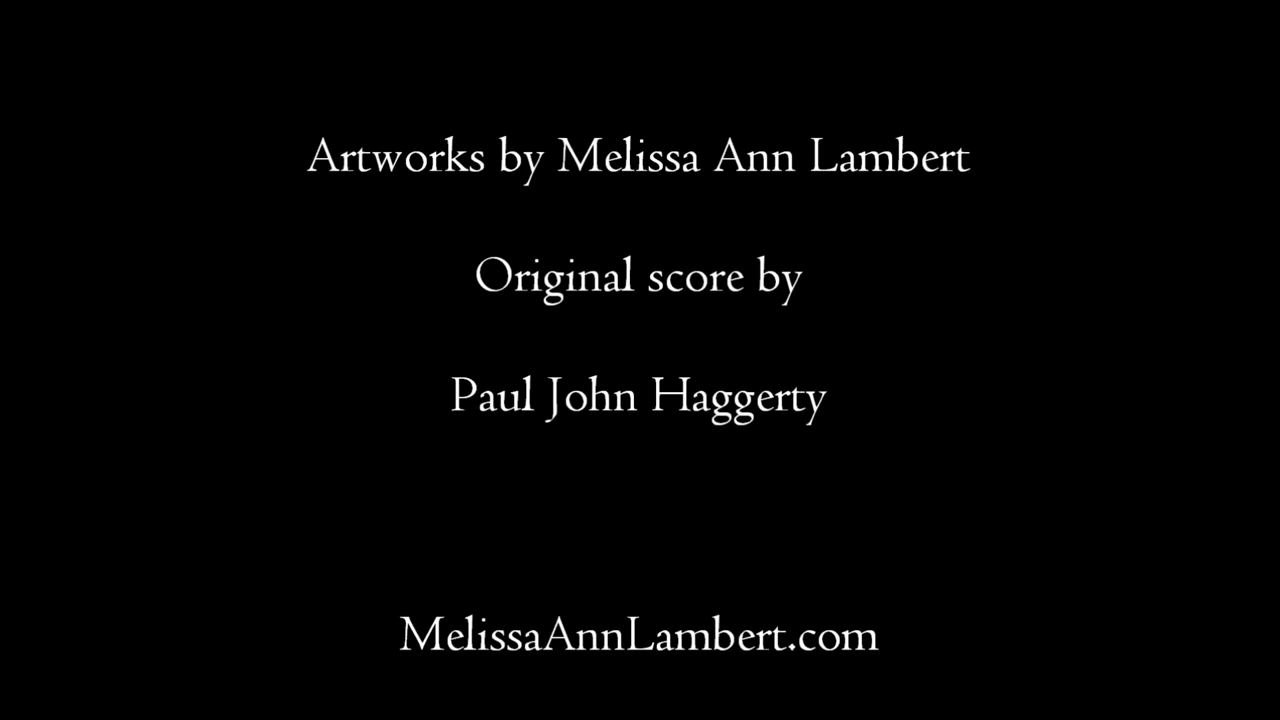 Artworks by Melissa Ann Lambert
Original score by
Paul John Haggerty
MelissaAnnLambert.com